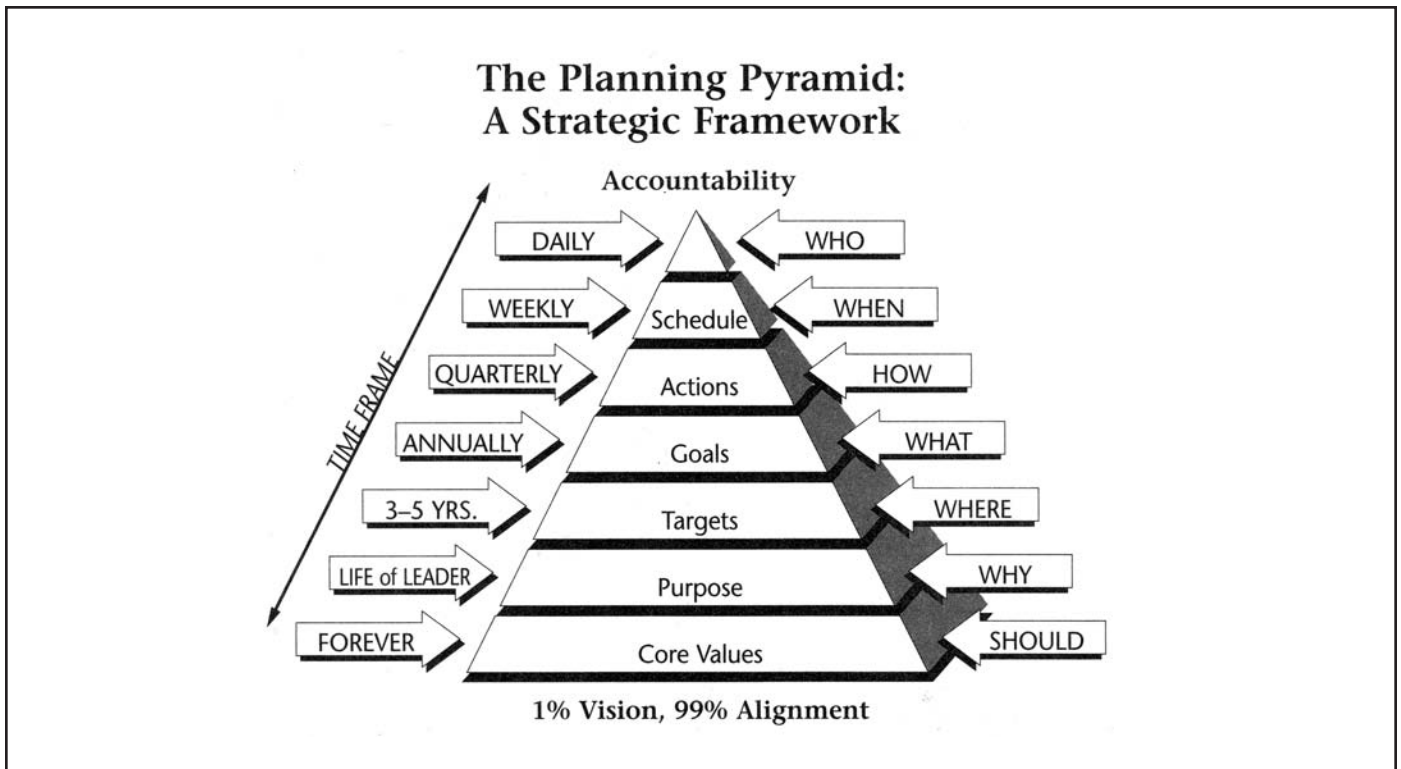 The Planning Pyramid:
A Strategic Framework
Accountability
DAILY
WHO
WEEKLY
Schedule
WHEN
QUARTERLY
Actions
HOW
ANNUALLY
Goals
WHAT
3–5 YRS.
Targets
WHERE
LIFE of LEADER
Purpose
WHY
FOREVER
Core Values
SHOULD
TIME FRAME
1% Vision, 99% Alignment